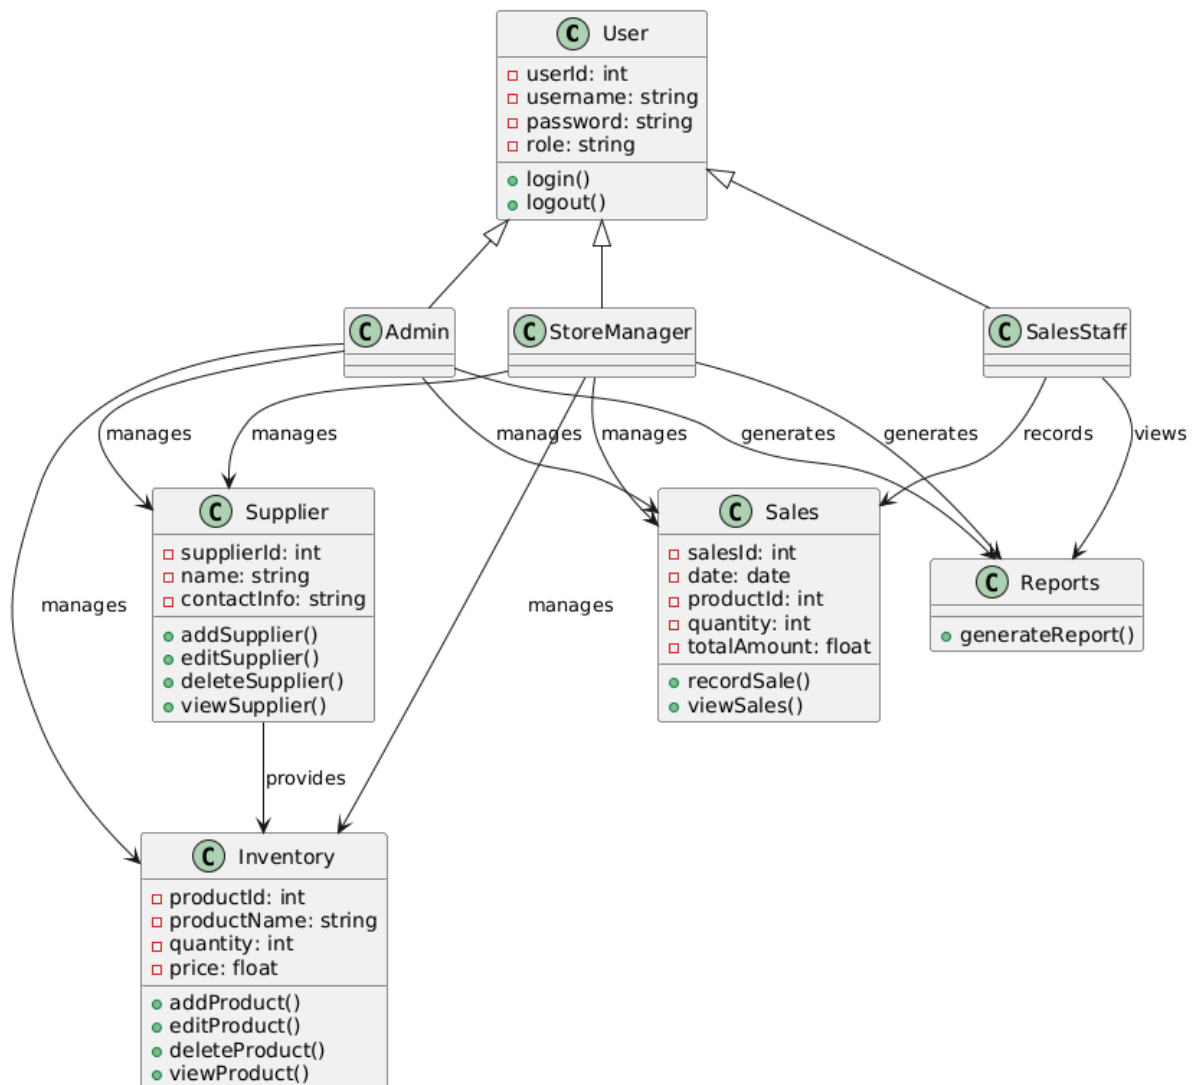 C User
userId: int
username: string
password: string
role: string
login()
logout()
C Admin
C StoreManager
C SalesStaff
manages
manages
manages
manages
generates
generates
records
views
C Supplier
supplierId: int
name: string
contactInfo: string
addSupplier()
editSupplier()
deleteSupplier()
viewSupplier()
C Sales
salesId: int
date: date
productId: int
quantity: int
totalAmount: float
recordSale()
viewSales()
C Reports
generateReport()
manages
manages
provides
C Inventory
productId: int
productName: string
quantity: int
price: float
addProduct()
editProduct()
deleteProduct()
viewProduct()